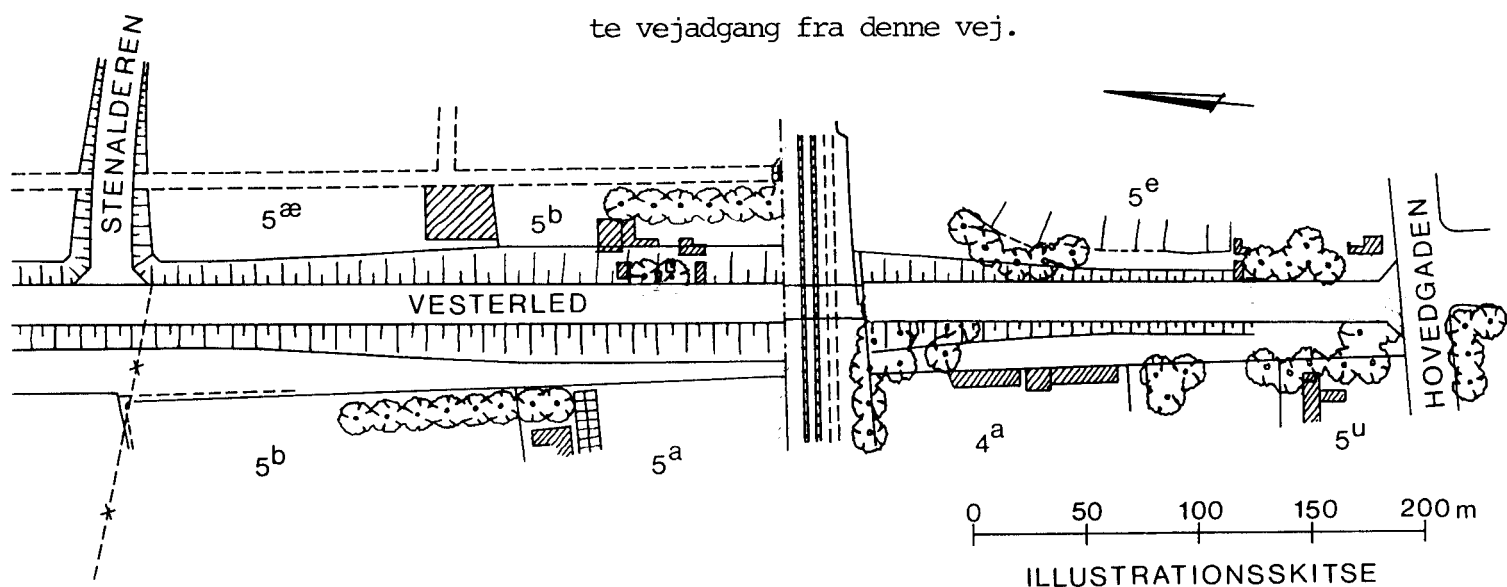 te vejadgang fra denne vej.
STENALDEREN
5æ
5b
5e
VESTERLED
HOVEDGADEN
5b
5a
4a
5u
0 50 100 150 200 m
ILLUSTRATIONSSKITSE